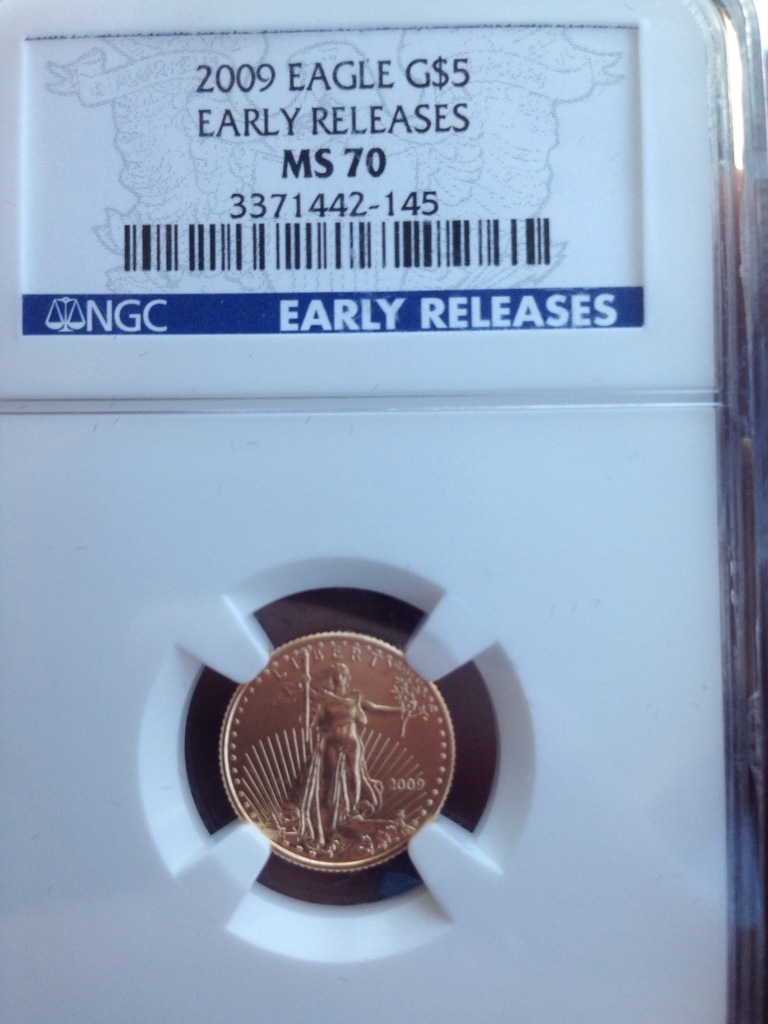 2009 EAGLE G$5
EARLY RELEASES
MS 70
3371442-145
NGC EARLY RELEASES
LIBERTY
2009